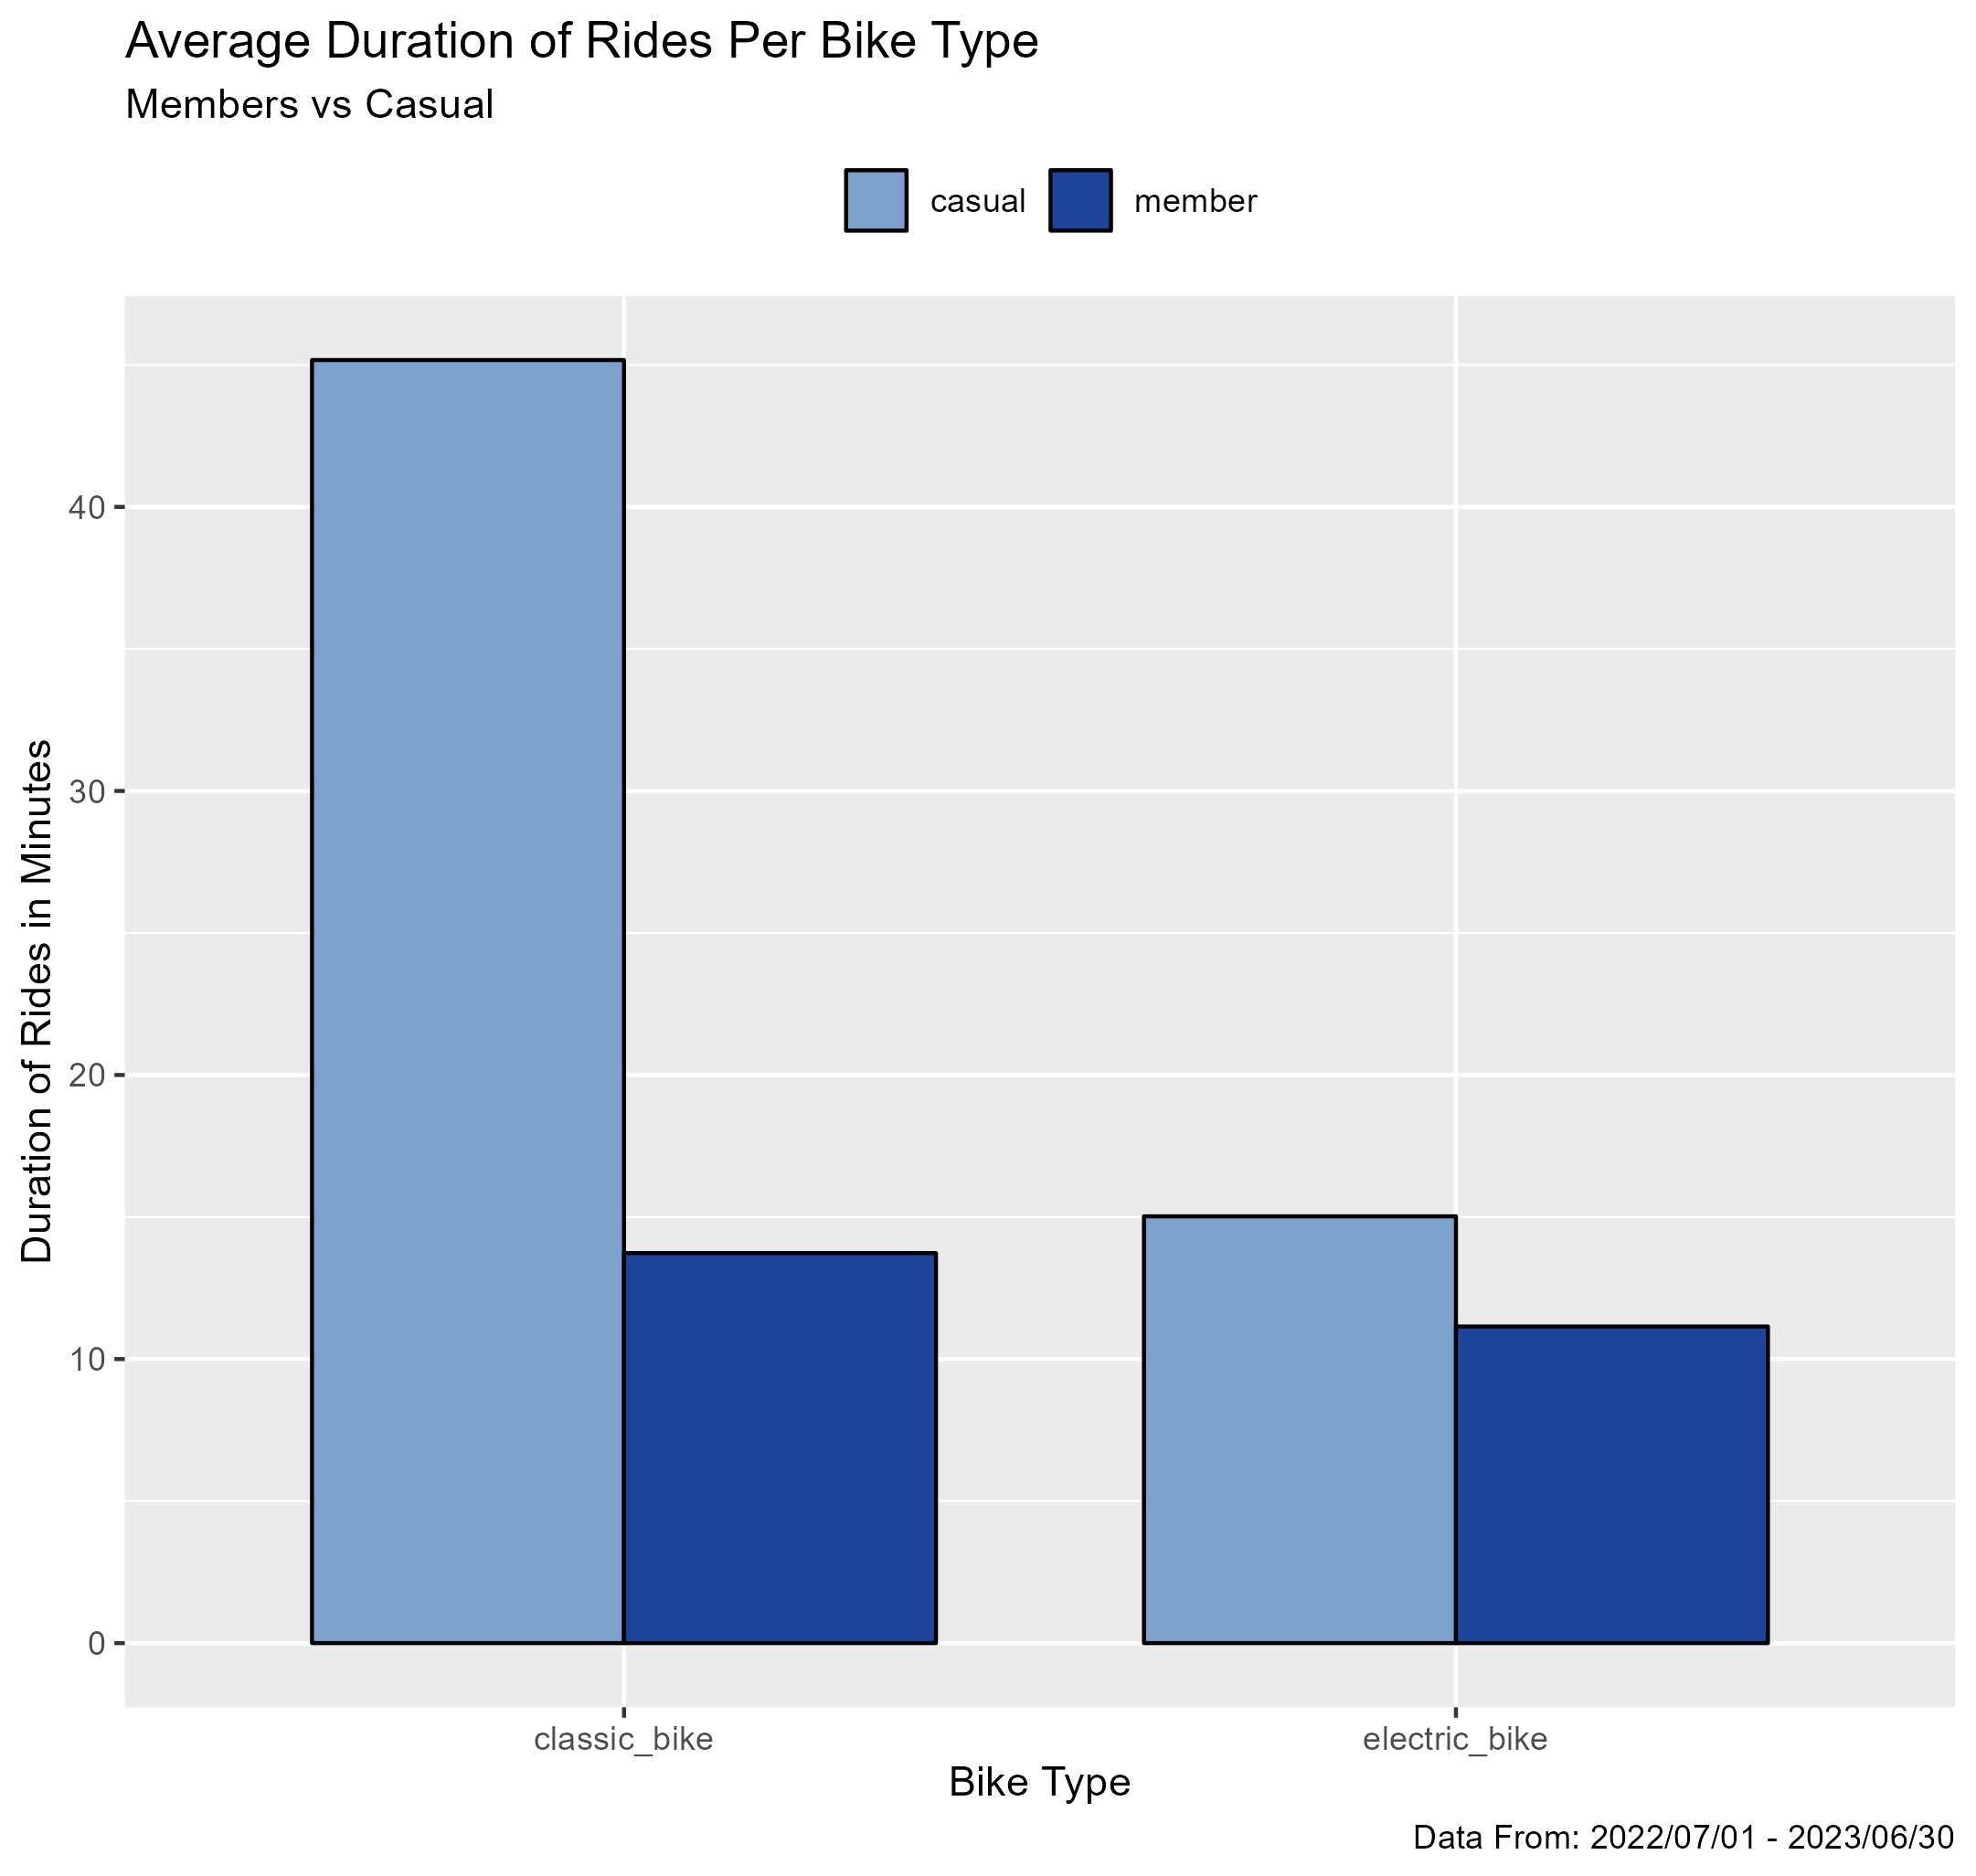 Average Duration of Rides Per Bike Type
Members vs Casual
casual member
Duration of Rides in Minutes
40
30
20
10
0
classic_bike electric_bike
Bike Type
Data From: 2022/07/01 - 2023/06/30